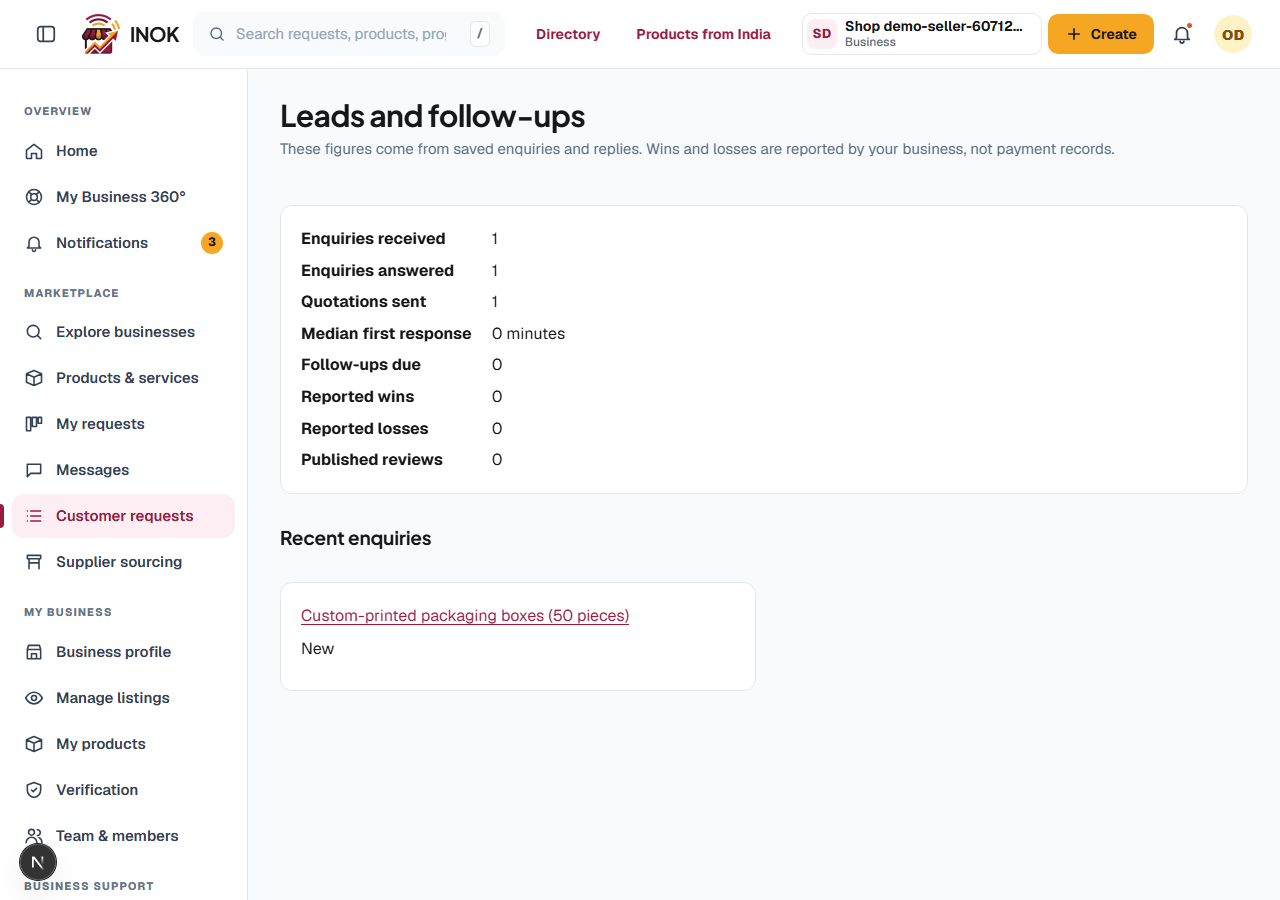 INOK
Search requests, products, pro
/
Directory
Products from India
SD
Shop demo-seller-60712...
Business
Create
OD
OVERVIEW
Home
My Business 360°
Notifications
3
MARKETPLACE
Explore businesses
Products & services
My requests
Messages
Customer requests
Supplier sourcing
MY BUSINESS
Business profile
Manage listings
My products
Verification
Team & members
N
BUSINESS SUPPORT
Leads and follow-ups
These figures come from saved enquiries and replies. Wins and losses are reported by your business, not payment records.
Enquiries received 1
Enquiries answered 1
Quotations sent 1
Median first response 0 minutes
Follow-ups due 0
Reported wins 0
Reported losses 0
Published reviews 0
Recent enquiries
Custom-printed packaging boxes (50 pieces)
New